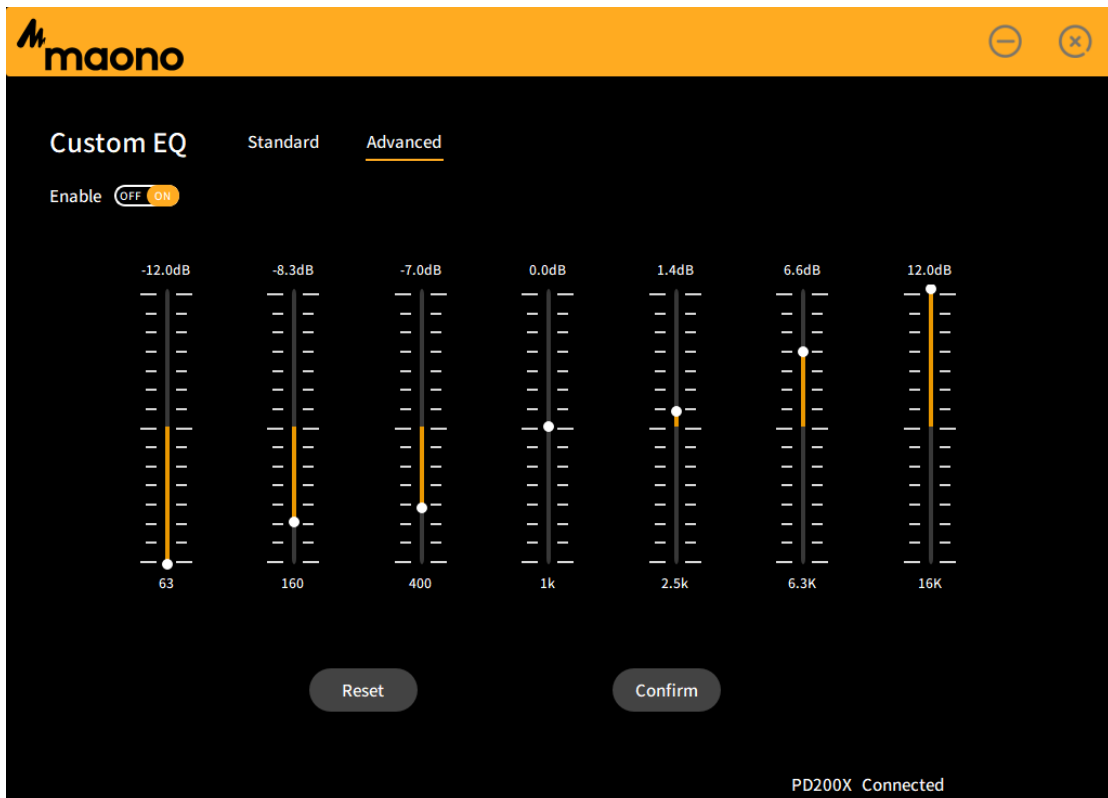 maono
Custom EQ Standard Advanced
Enable OFF ON
-12.0dB -8.3dB -7.0dB 0.0dB 1.4dB 6.6dB 12.0dB
63 160 400 1k 2.5k 6.3K 16K
Reset Confirm
PD200X Connected